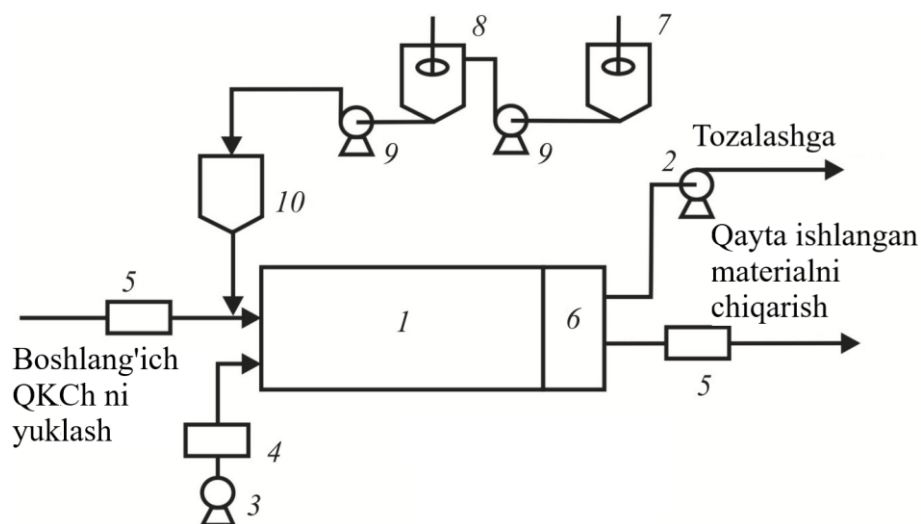 8
7
9
9
Tozalashga
2
10
Qayta ishlangan
materialni
chiqarish
5
1
6
Boshlang'ich
QKCh ni
yuklash
5
4
3